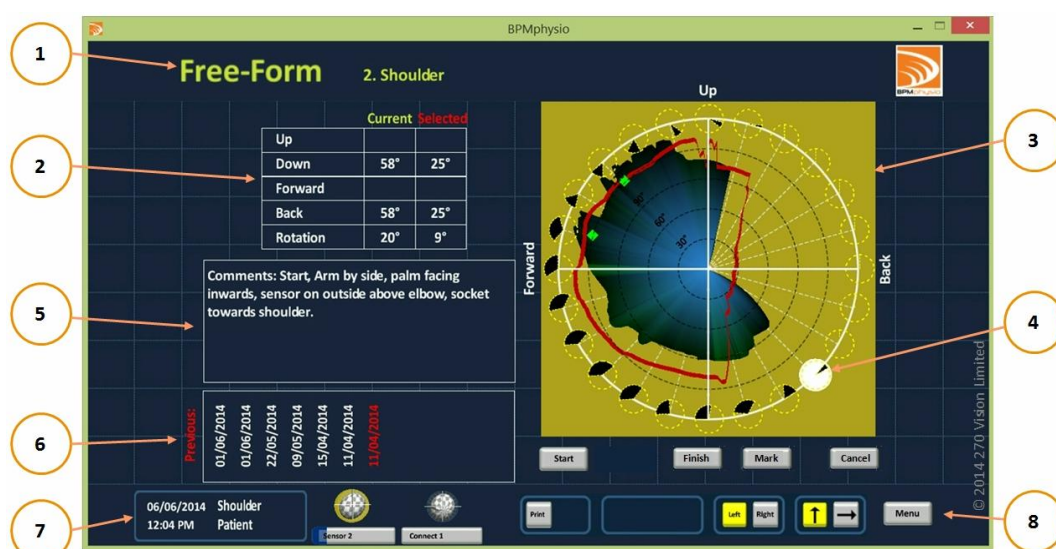 BPMphysio
1
Free-Form 2. Shoulder
BPMphysio
Up
Current Selected
Up
Down 58° 25°
Forward
Back 58° 25°
Rotation 20° 9°
2
3
90°
60°
30°
Forward
Back
Comments: Start, Arm by side, palm facing
inwards, sensor on outside above elbow, socket
towards shoulder.
5
4
Previous:
01/06/2014
01/06/2014
22/05/2014
09/05/2014
15/04/2014
11/04/2014
11/04/2014
6
Start Finish Mark Cancel
© 2014 270 Vision Limited
06/06/2014 Shoulder
12:04 PM Patient
7
Sensor 2 Connect 1
Print
Left Right
Menu
8